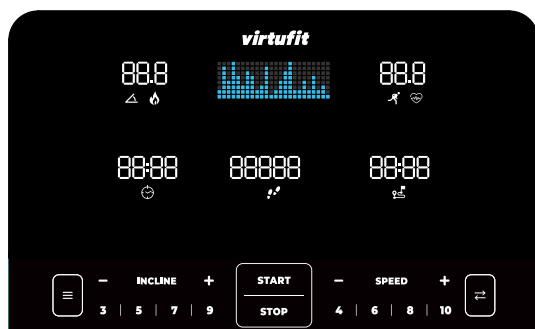 virtufit
88.8
88.8
88:88
88888
88:88
− INCLINE +
START
− SPEED +
3 | 5 | 7 | 9
STOP
4 | 6 | 8 | 10